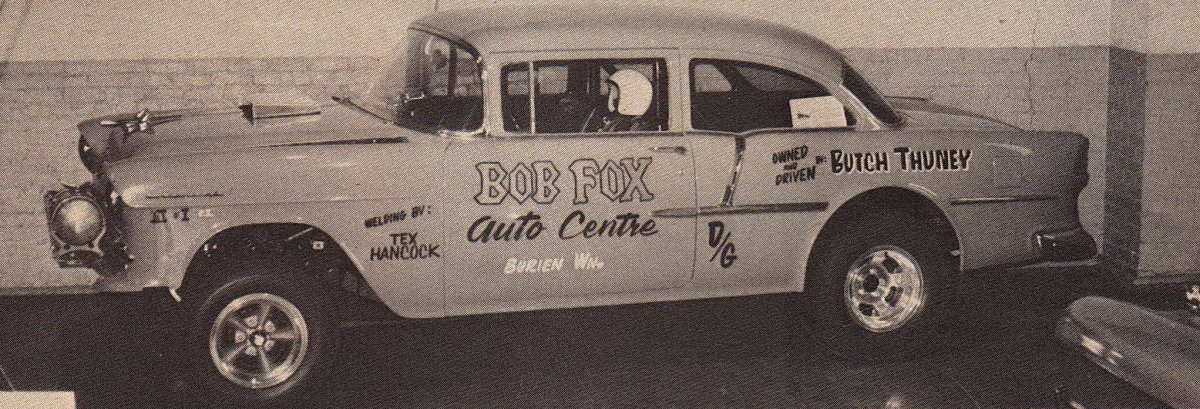 BOB FOX
Auto Centre
BURIEN WN.
WELDING BY:
TEX
HANCOCK
OWNED
AND
DRIVEN BY:
BUTCH THUNEY
D/G